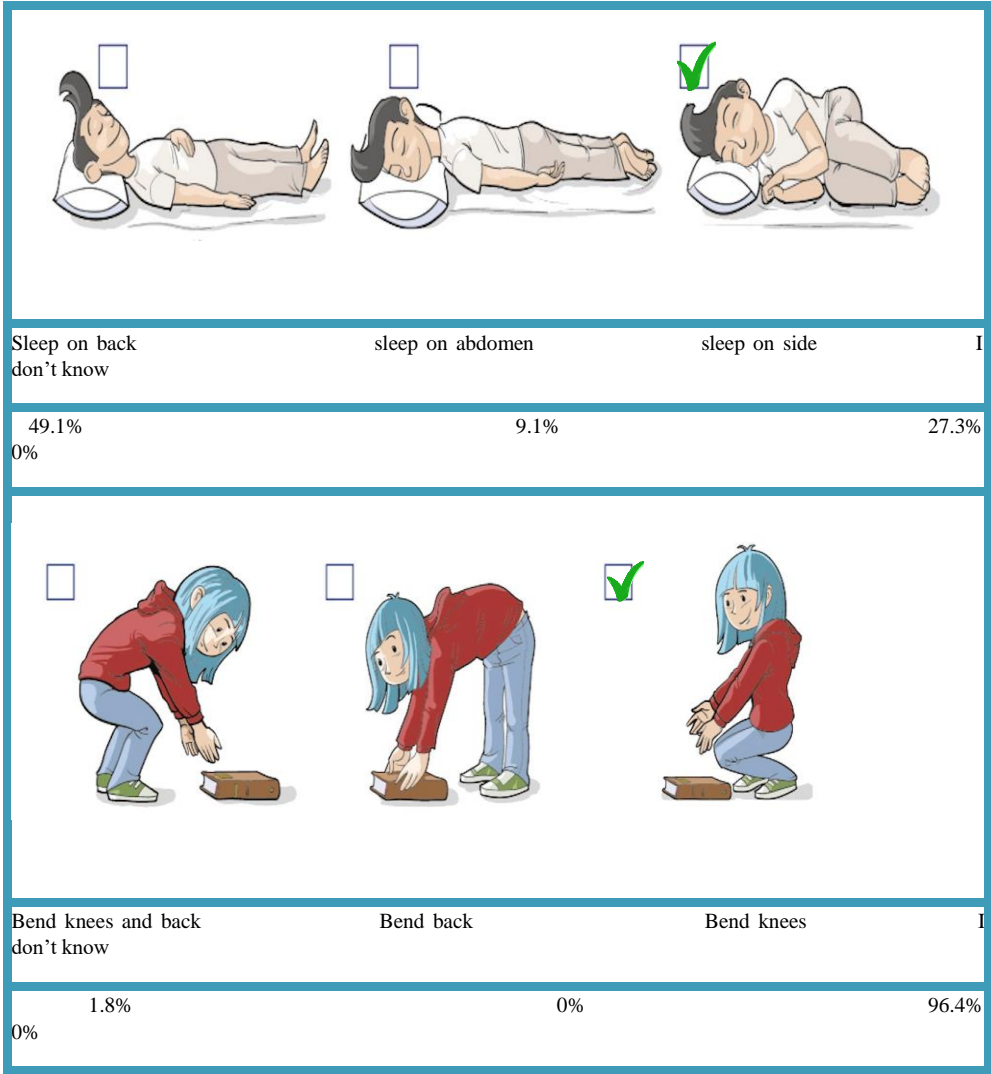 Sleep on back sleep on abdomen sleep on side I
don't know
49.1% 9.1% 27.3%
0%
Bend knees and back Bend back Bend knees I
don't know
1.8% 0% 96.4%
0%